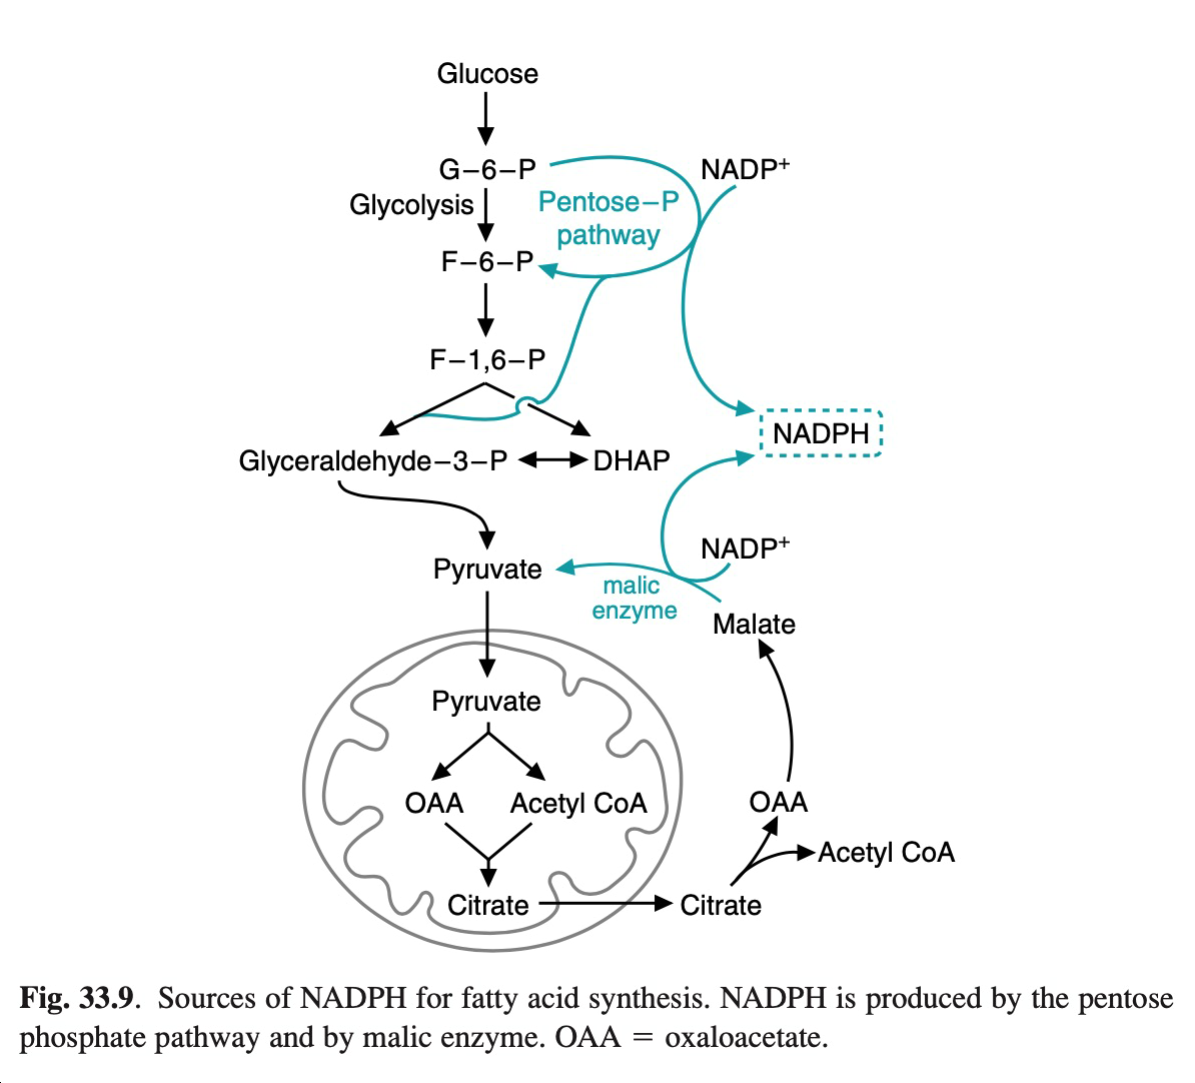 Glucose
G–6–P
NADP+
Glycolysis
Pentose–P
pathway
F–6–P
F–1,6–P
NADPH
Glyceraldehyde–3–P
DHAP
NADP+
Pyruvate
malic
enzyme
Malate
Pyruvate
OAA
Acetyl CoA
OAA
Acetyl CoA
Citrate
Citrate
Fig. 33.9. Sources of NADPH for fatty acid synthesis. NADPH is produced by the pentose
phosphate pathway and by malic enzyme. OAA = oxaloacetate.